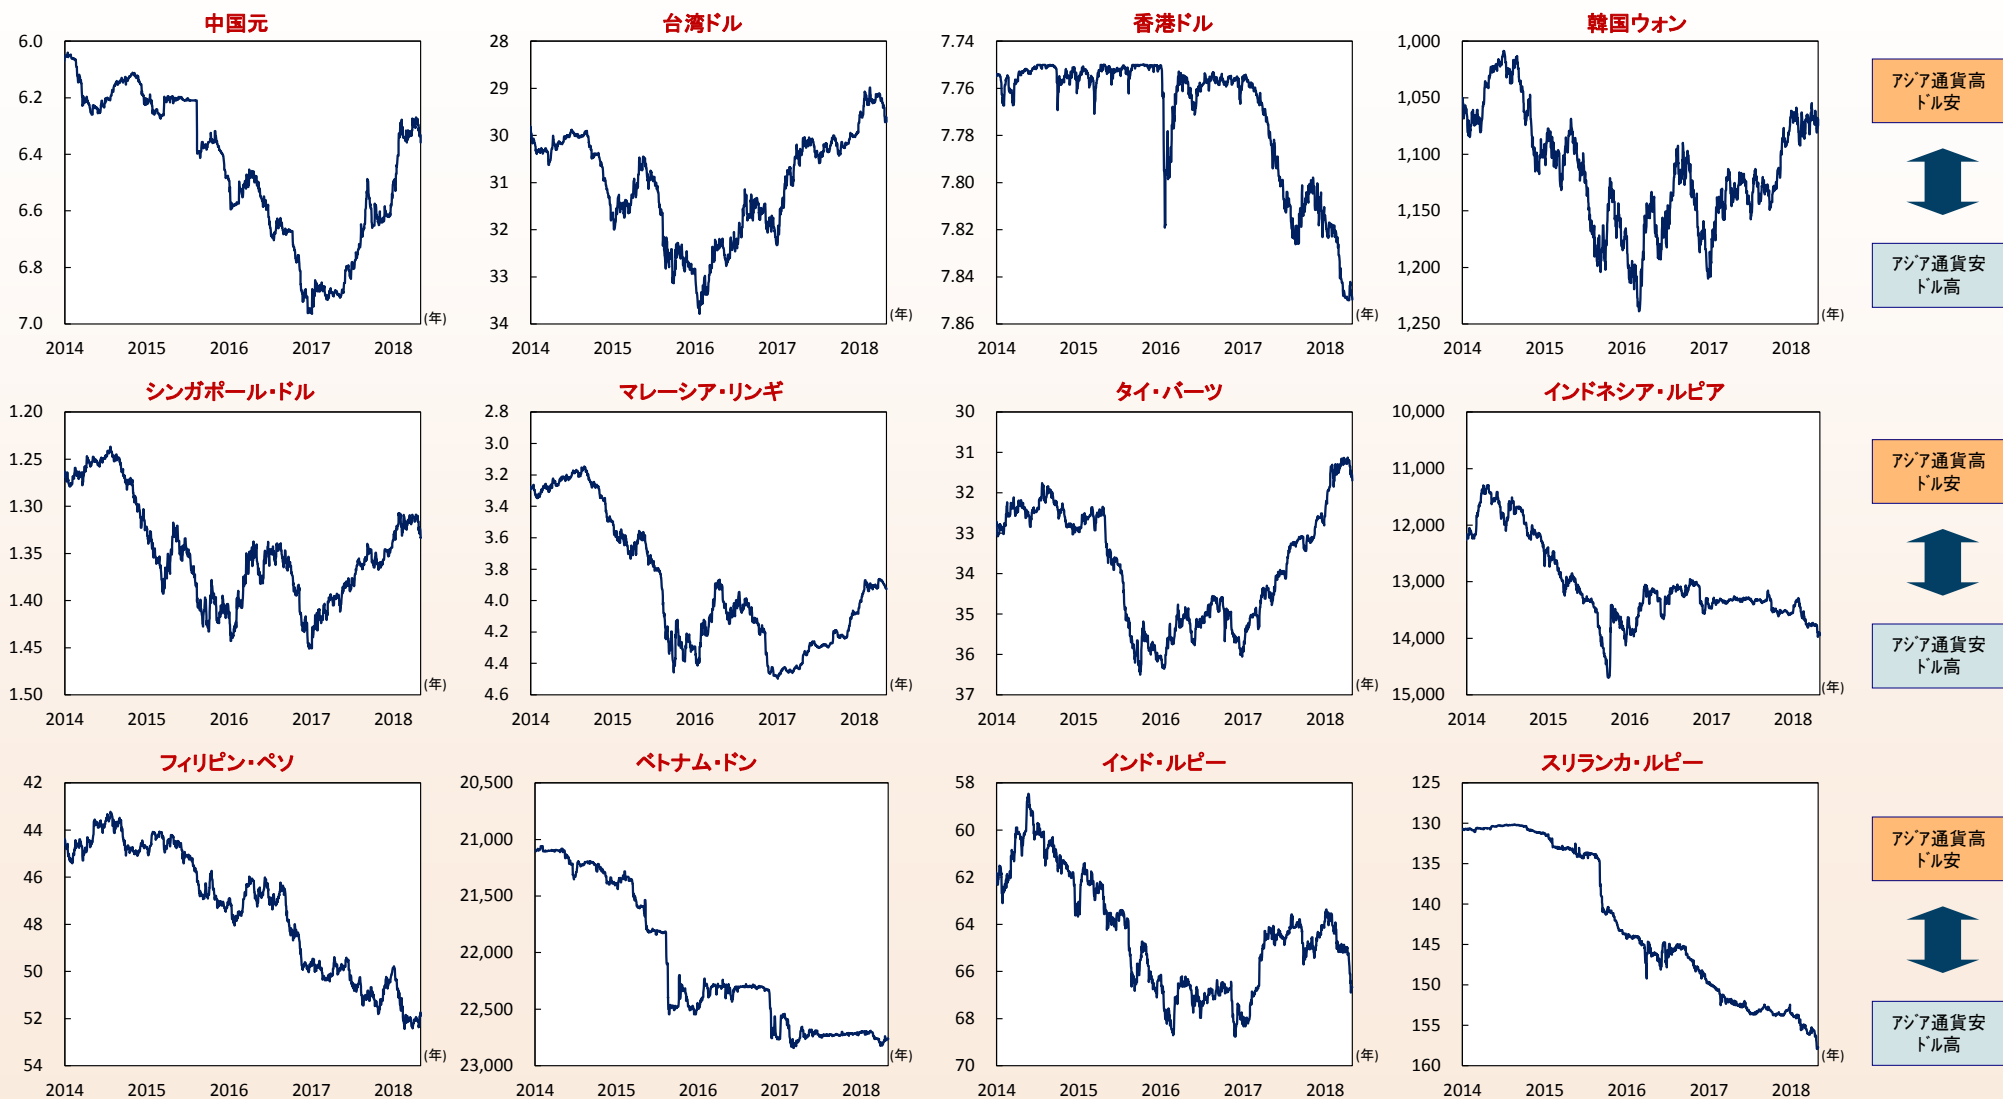 中国元
6.0
6.2
6.4
6.6
6.8
7.0
2014 2015 2016 2017 2018
(年)
台湾ドル
28
29
30
31
32
33
34
2014 2015 2016 2017 2018
(年)
香港ドル
7.74
7.76
7.78
7.80
7.82
7.84
7.86
2014 2015 2016 2017 2018
(年)
韓国ウォン
1,000
1,050
1,100
1,150
1,200
1,250
2014 2015 2016 2017 2018
(年)
アジア通貨高
ドル安
アジア通貨安
ドル高
シンガポール・ドル
1.20
1.25
1.30
1.35
1.40
1.45
1.50
2014 2015 2016 2017 2018
(年)
マレーシア・リンギ
2.8
3.0
3.2
3.4
3.6
3.8
4.0
4.2
4.4
4.6
2014 2015 2016 2017 2018
(年)
タイ・バーツ
30
31
32
33
34
35
36
37
2014 2015 2016 2017 2018
(年)
インドネシア・ルピア
10,000
11,000
12,000
13,000
14,000
15,000
2014 2015 2016 2017 2018
(年)
アジア通貨高
ドル安
アジア通貨安
ドル高
フィリピン・ペソ
42
44
46
48
50
52
54
2014 2015 2016 2017 2018
(年)
ベトナム・ドン
20,500
21,000
21,500
22,000
22,500
23,000
2014 2015 2016 2017 2018
(年)
インド・ルピー
58
60
62
64
66
68
70
2014 2015 2016 2017 2018
(年)
スリランカ・ルピー
125
130
135
140
145
150
155
160
2014 2015 2016 2017 2018
(年)
アジア通貨高
ドル安
アジア通貨安
ドル高